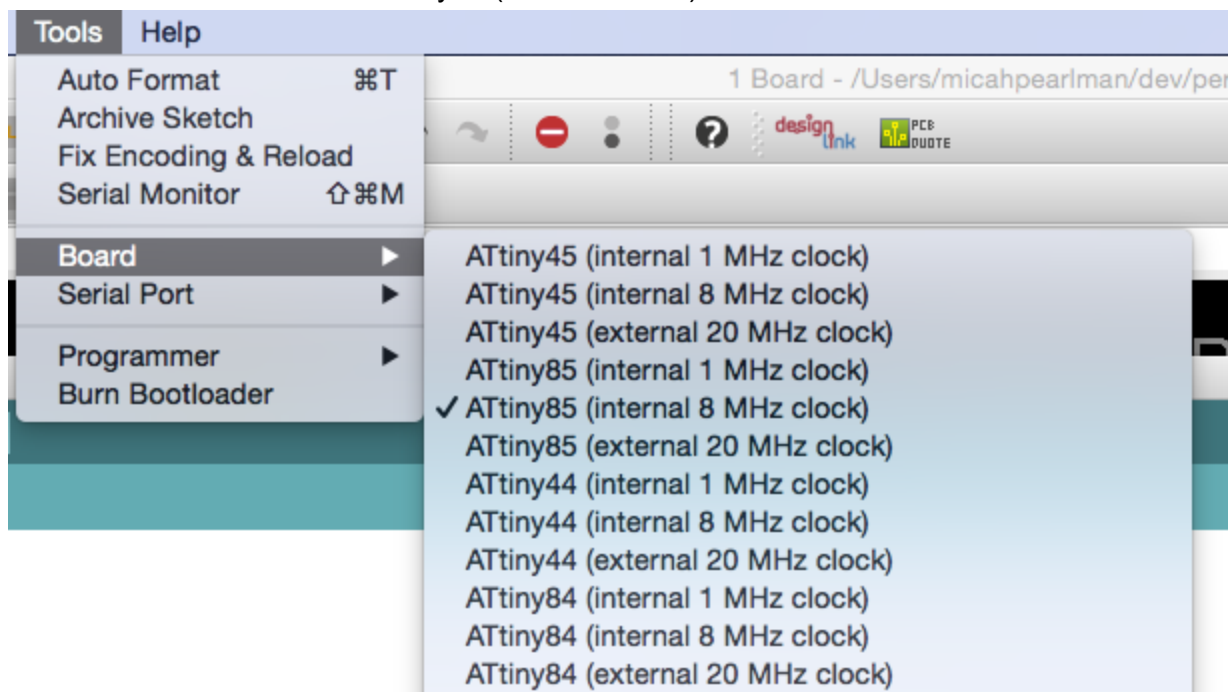 Tools Help
Auto Format ⌘T
1 Board - /Users/micahpearlman/dev/per
Archive Sketch
design link PCB QUOTE
Fix Encoding & Reload
Serial Monitor ⇧⌘M
Board ▶
Serial Port ▶
Programmer ▶
Burn Bootloader
ATtiny45 (internal 1 MHz clock)
ATtiny45 (internal 8 MHz clock)
ATtiny45 (external 20 MHz clock)
ATtiny85 (internal 1 MHz clock)
✓ ATtiny85 (internal 8 MHz clock)
ATtiny85 (external 20 MHz clock)
ATtiny44 (internal 1 MHz clock)
ATtiny44 (internal 8 MHz clock)
ATtiny44 (external 20 MHz clock)
ATtiny84 (internal 1 MHz clock)
ATtiny84 (internal 8 MHz clock)
ATtiny84 (external 20 MHz clock)